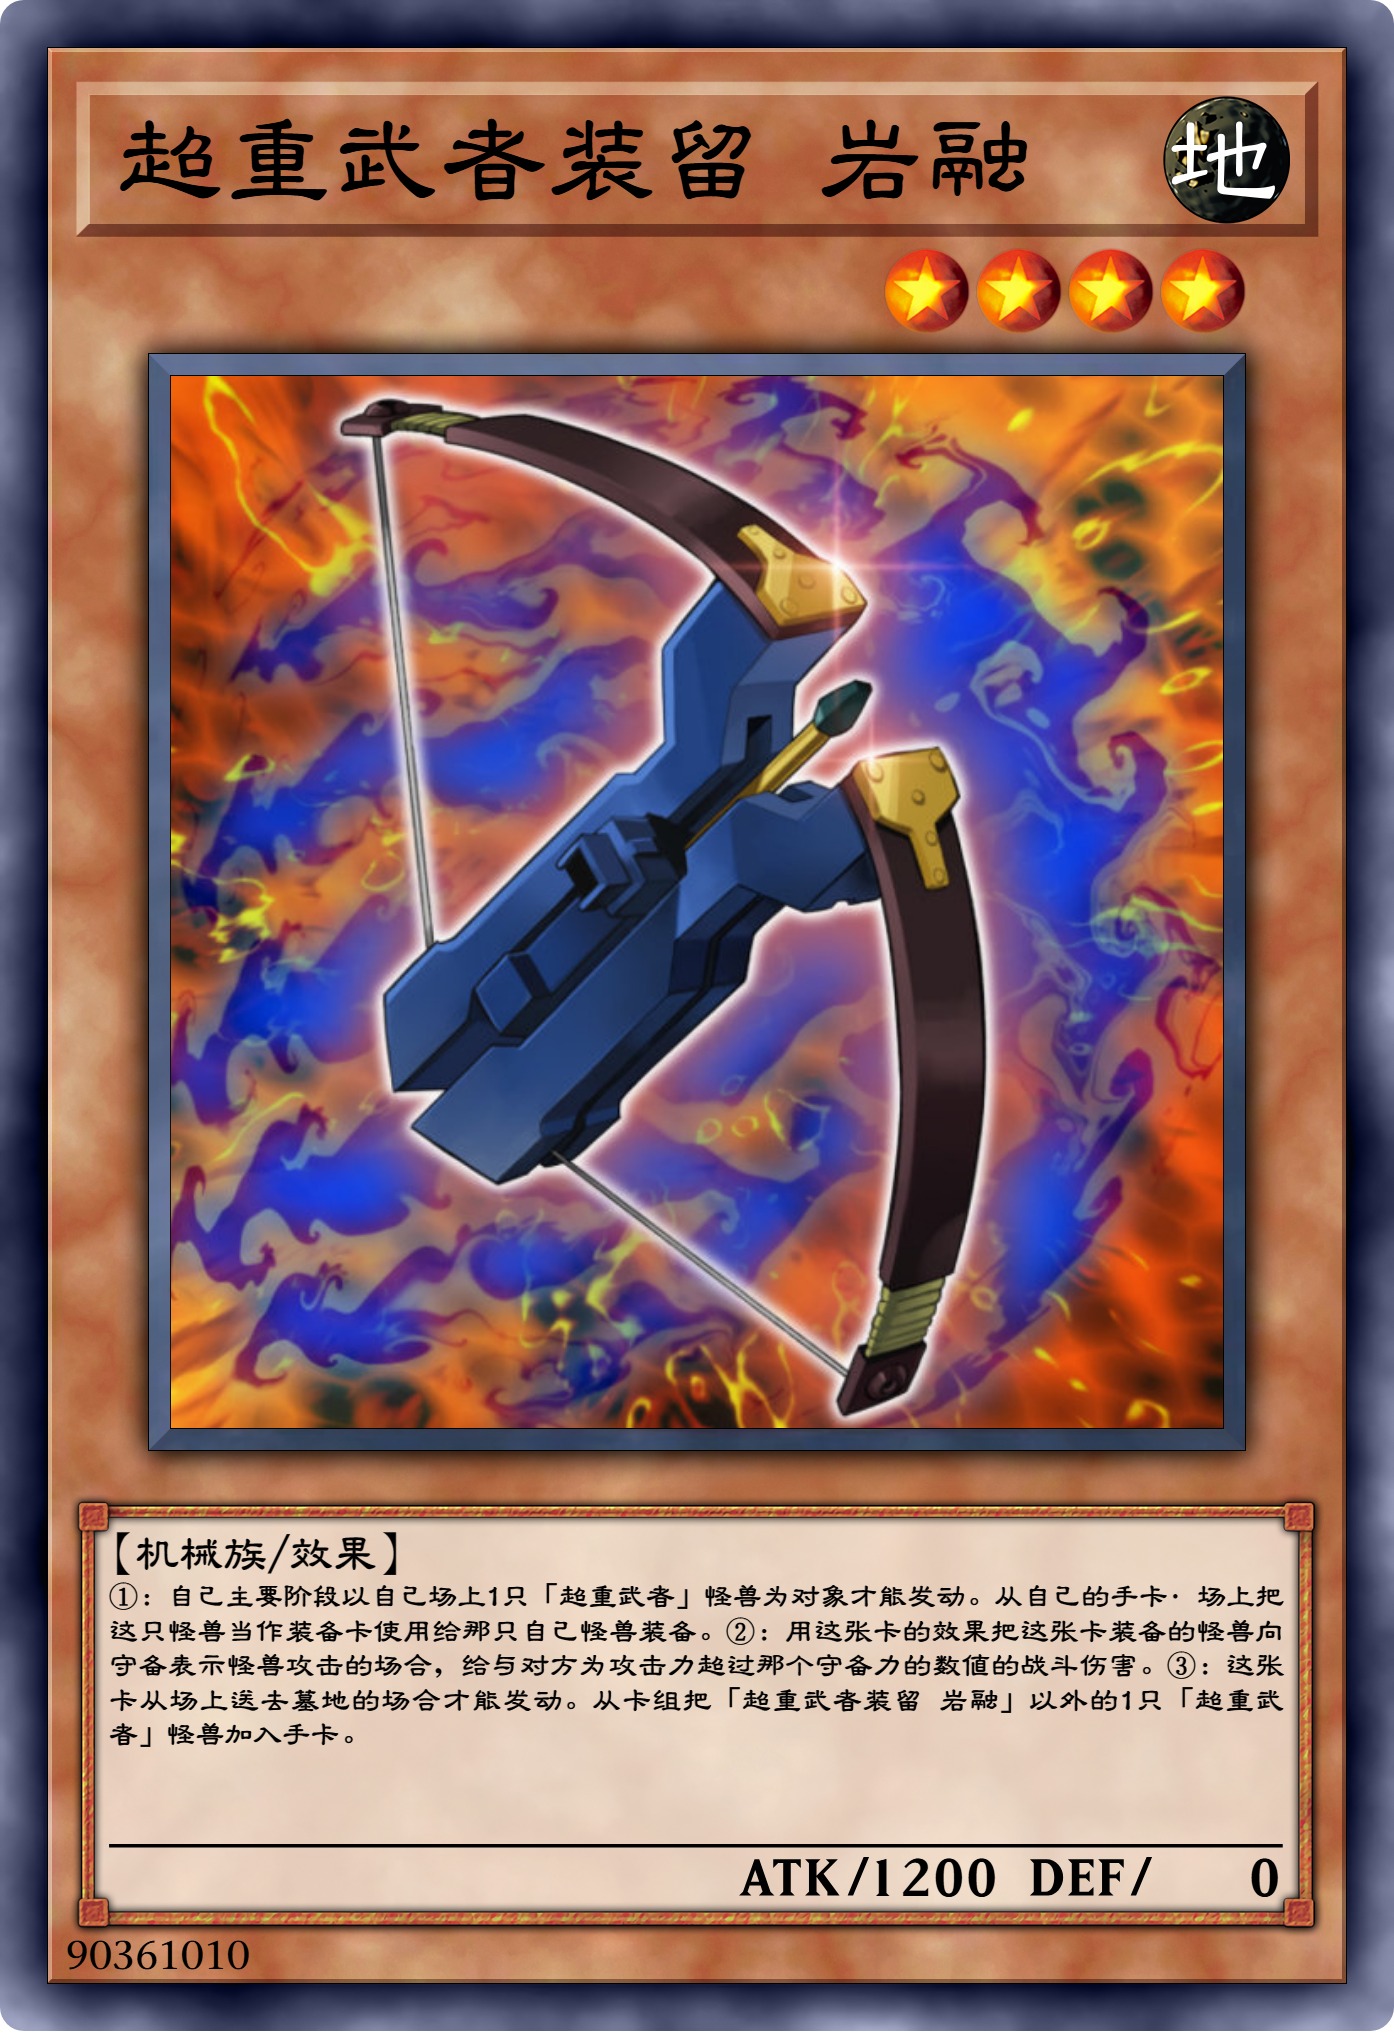 超重武者装留 岩融
地
【机械族/效果】
①：自己主要阶段以自己场上1只「超重武者」怪兽为对象才能发动。从自己的手卡·场上把
这只怪兽当作装备卡使用给那只自己怪兽装备。②：用这张卡的效果把这张卡装备的怪兽向
守备表示怪兽攻击的场合，给与对方为攻击力超过那个守备力的数值的战斗伤害。③：这张
卡从场上送去墓地的场合才能发动。从卡组把「超重武者装留 岩融」以外的1只「超重武
者」怪兽加入手卡。
ATK/1200 DEF/ 0
90361010